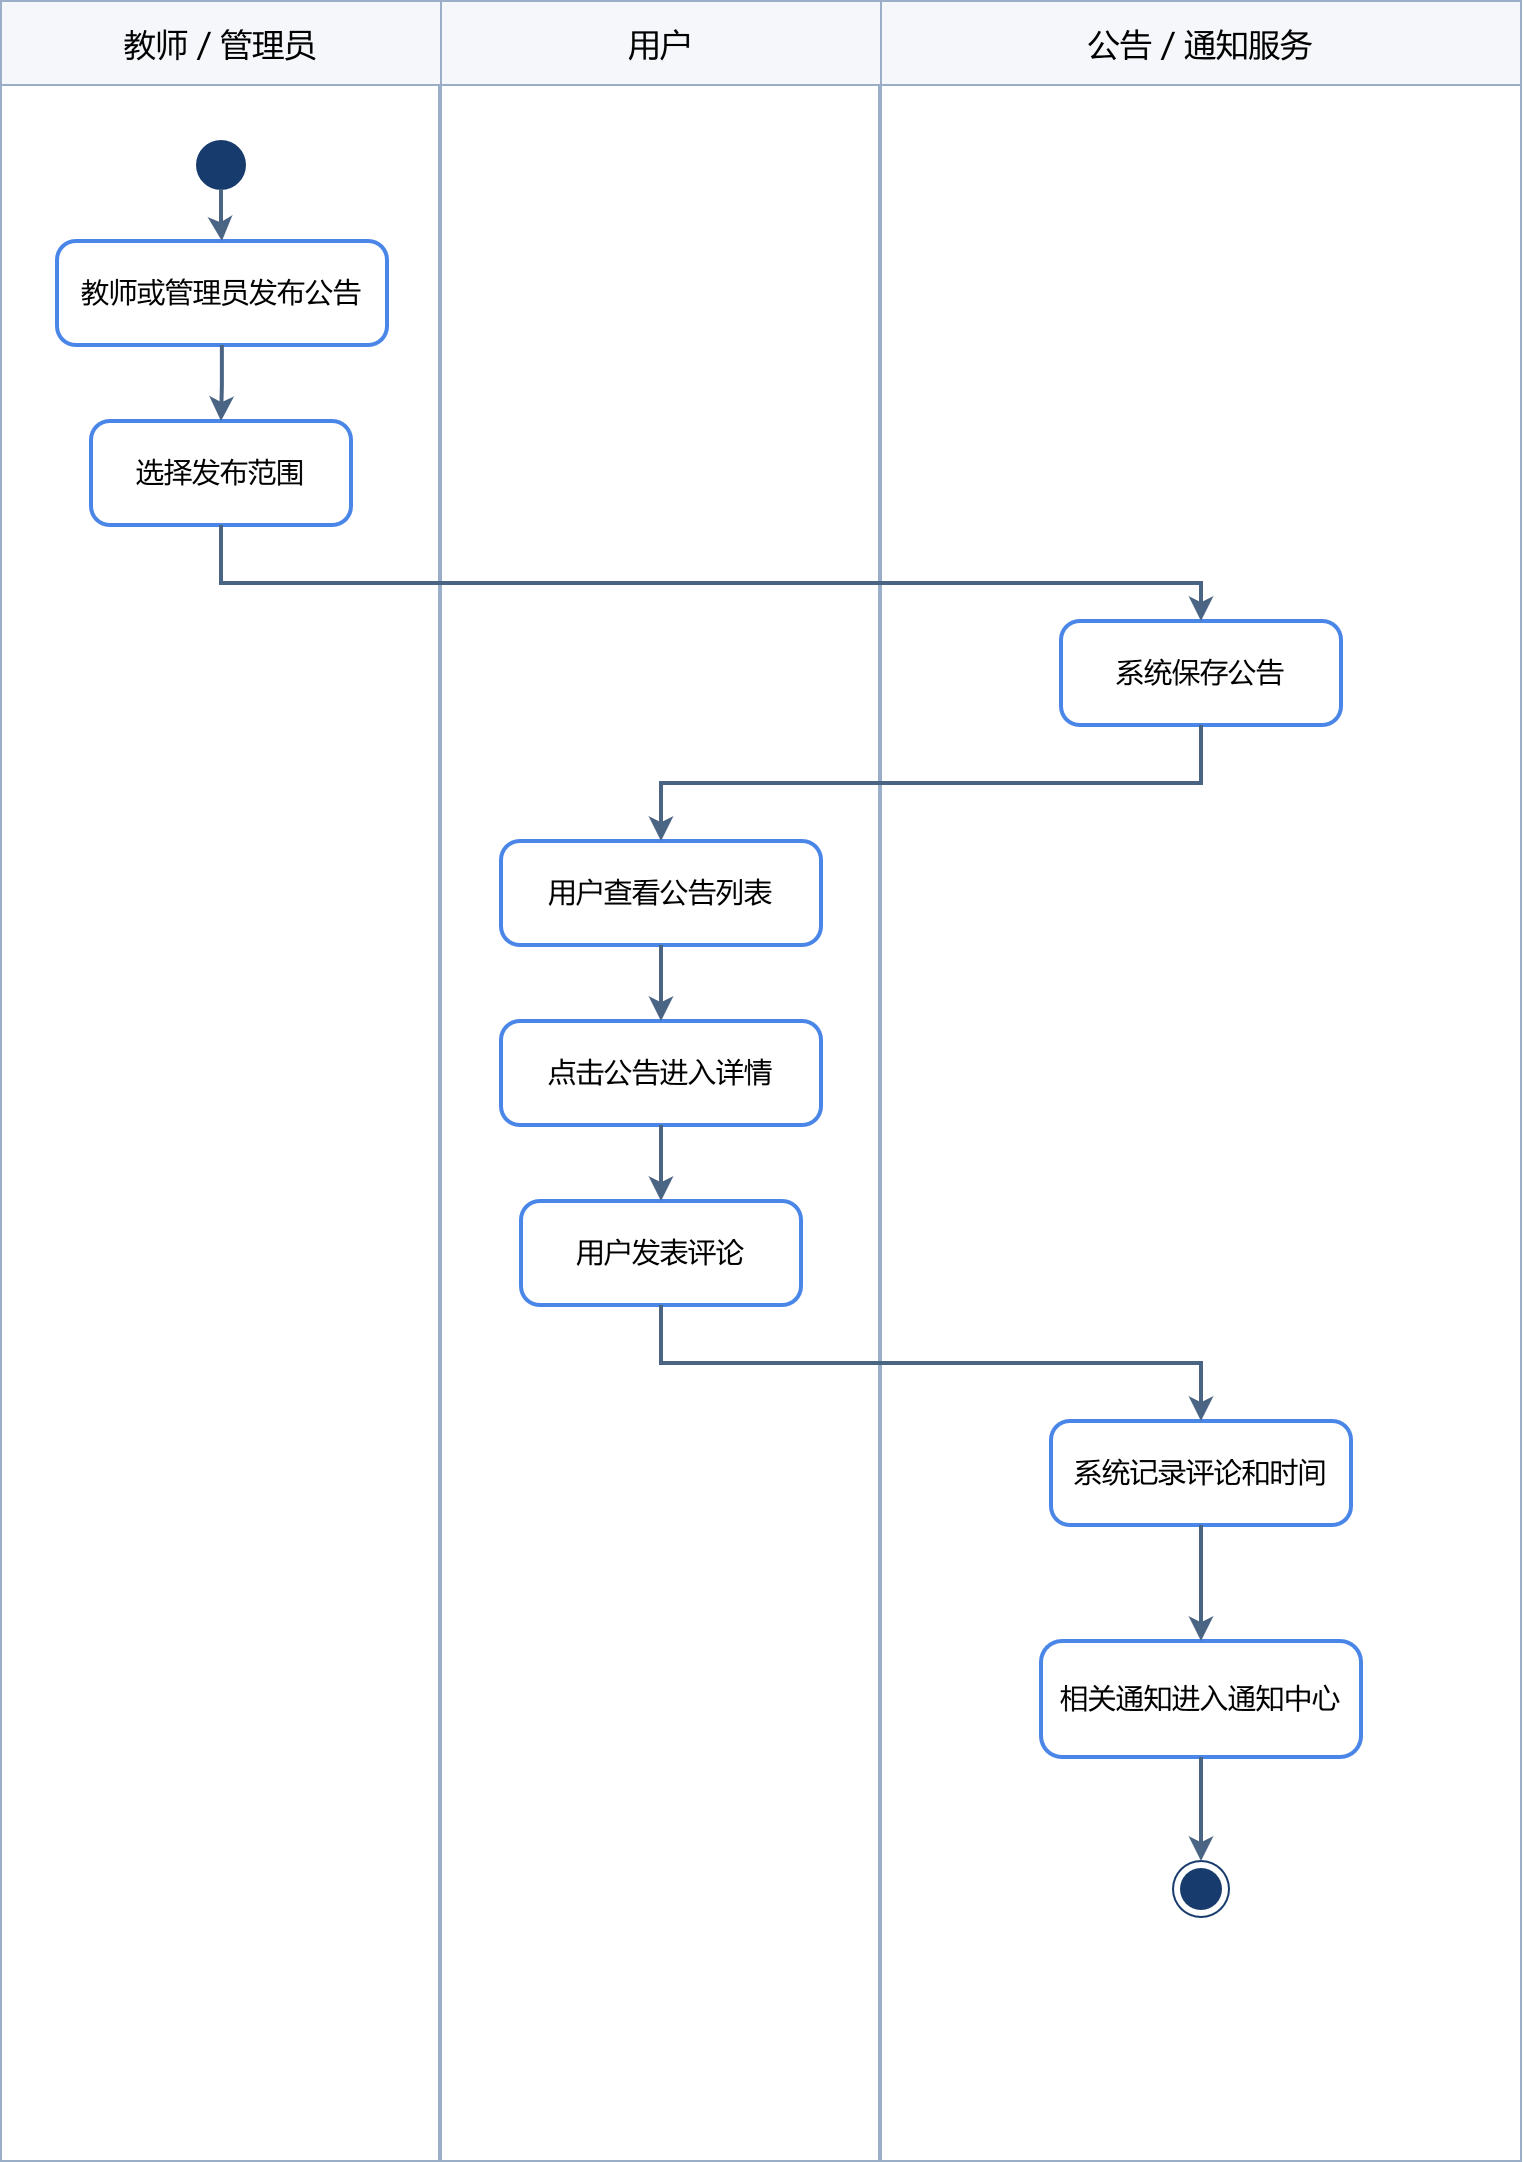 教师 / 管理员
用户
公告 / 通知服务
教师或管理员发布公告
选择发布范围
系统保存公告
用户查看公告列表
点击公告进入详情
用户发表评论
系统记录评论和时间
相关通知进入通知中心